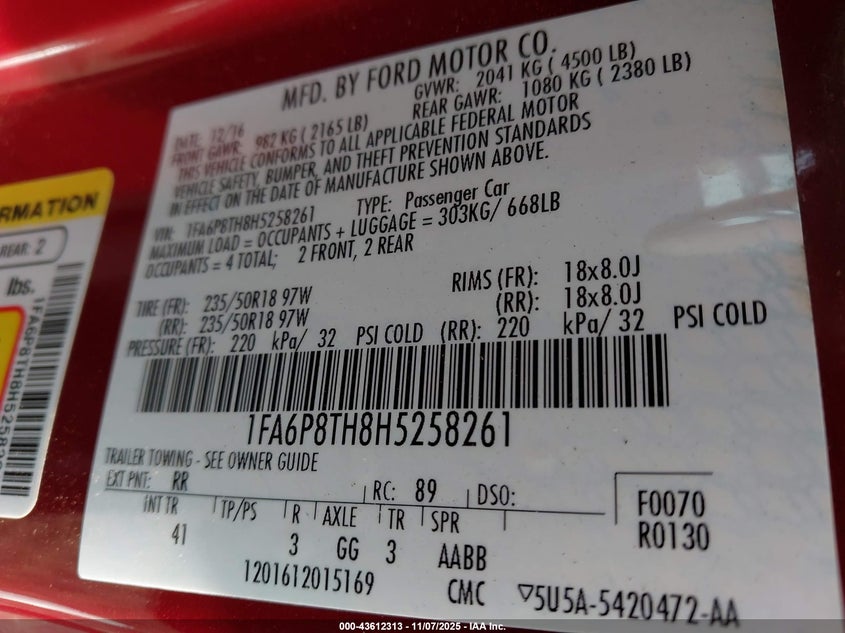 MFD. BY FORD MOTOR CO.
DATE: 12/16 GVWR: 2041 KG ( 4500 LB)
FRONT GAWR: 982 KG ( 2165 LB) REAR GAWR: 1080 KG ( 2380 LB)
THIS VEHICLE CONFORMS TO ALL APPLICABLE FEDERAL MOTOR
VEHICLE SAFETY, BUMPER, AND THEFT PREVENTION STANDARDS
IN EFFECT ON THE DATE OF MANUFACTURE SHOWN ABOVE.
VIN: 1FA6P8TH8H5258261 TYPE: Passenger Car
MAXIMUM LOAD = OCCUPANTS + LUGGAGE = 303KG/ 668LB
OCCUPANTS = 4 TOTAL; 2 FRONT, 2 REAR
TIRE (FR): 235/50R18 97W RIMS (FR): 18x8.0J
(RR): 235/50R18 97W (RR): 18x8.0J
PRESSURE (FR): 220 kPa/ 32 PSI COLD (RR): 220 kPa/ 32 PSI COLD
1FA6P8TH8H5258261
TRAILER TOWING - SEE OWNER GUIDE
EXT PNT: RR RC: 89 DSO:
INT TR TP/PS R AXLE TR SPR F0070
41 3 GG 3 AABB R0130
1201612015169 CMC ▽5U5A-5420472-AA
RMATION
REAR: 2
lbs.
1FA6P8TH8H52582
000-43612313 - 11/07/2025 - IAA Inc.